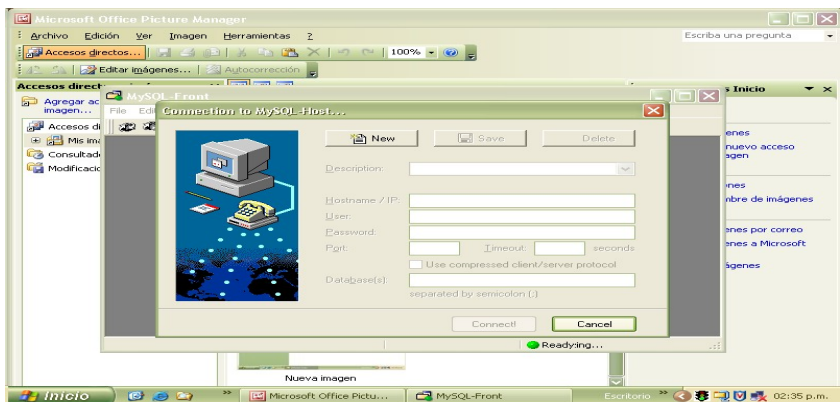 Microsoft Office Picture Manager
Archivo Edición Ver Imagen Herramientas ?
Escriba una pregunta
Accesos directos...
100%
Editar imágenes... Autocorrección
Accesos direct
s Inicio
Agregar ac
imagen...
Accesos di
Mis imá
Consultad
Modificacio
MySQL-Front
File Edi
Connection to MySQL-Host...
New Save Delete
Description:
Hostname / IP:
User:
Password:
Port: Timeout: seconds
Use compressed client/server protocol
Database(s):
separated by semicolon (;)
Connect! Cancel
Ready:ing...
enes
nuevo acceso
agen
nes
mbre de imágenes
enes por correo
enes a Microsoft
ágenes
Nueva imagen
Inicio
Microsoft Office Pictu...
MySQL-Front
Escritorio
02:35 p.m.